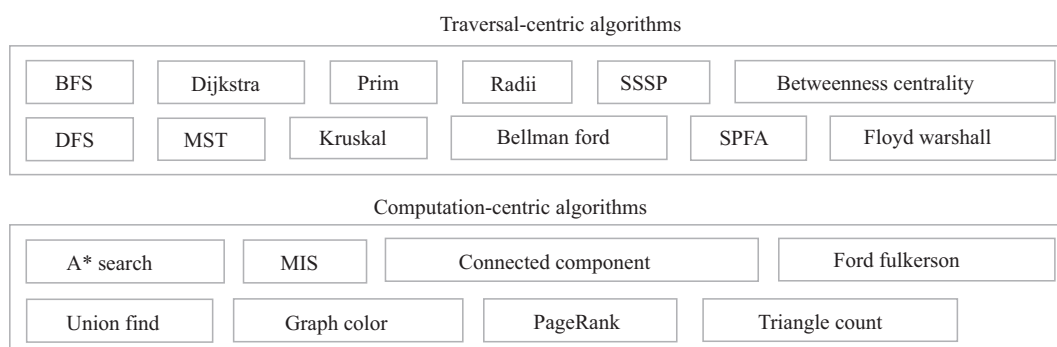 Traversal-centric algorithms
BFS Dijkstra Prim Radii SSSP Betweenness centrality
DFS MST Kruskal Bellman ford SPFA Floyd warshall
Computation-centric algorithms
A* search MIS Connected component Ford fulkerson
Union find Graph color PageRank Triangle count